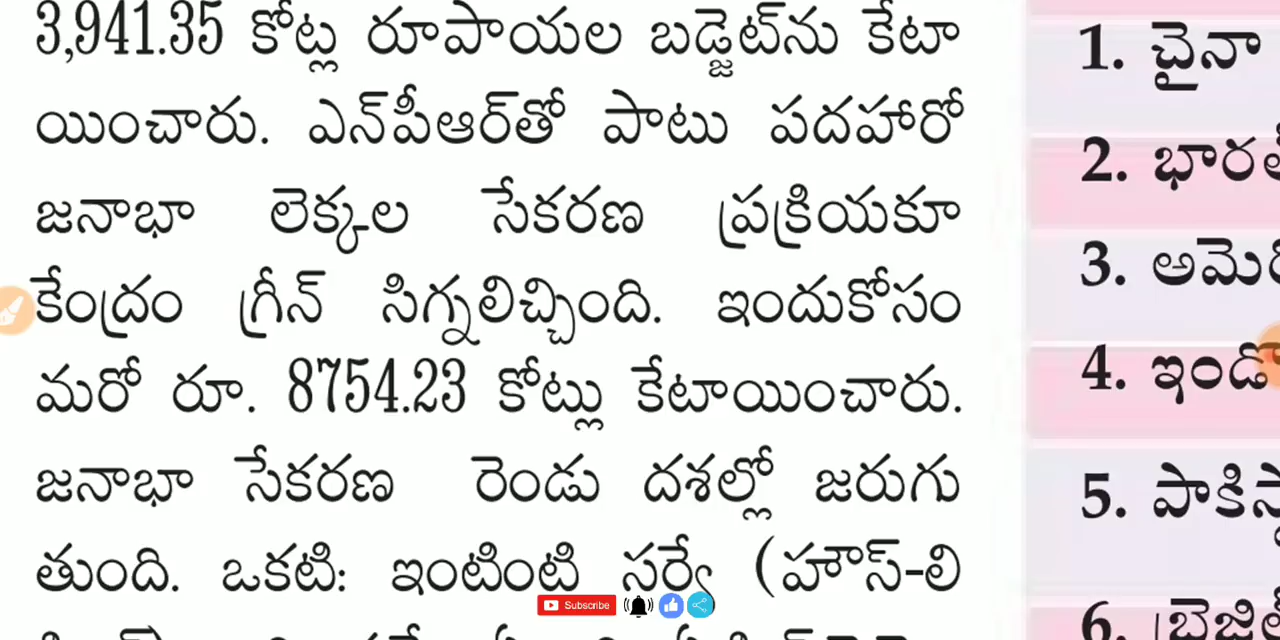 3,941.35 కోట్ల రూపాయల బడ్జెట్‌ను కేటా
యించారు. ఎన్‌పీఆర్‌తో పాటు పదహారో
జనాభా లెక్కల సేకరణ ప్రక్రియకూ
కేంద్రం గ్రీన్ సిగ్నలిచ్చింది. ఇందుకోసం
మరో రూ. 8754.23 కోట్లు కేటాయించారు.
జనాభా సేకరణ రెండు దశల్లో జరుగు
తుంది. ఒకటి: ఇంటింటి సర్వే (హౌస్-లి
Subscribe
1. చైనా
2.
3.
4.
5.
6.